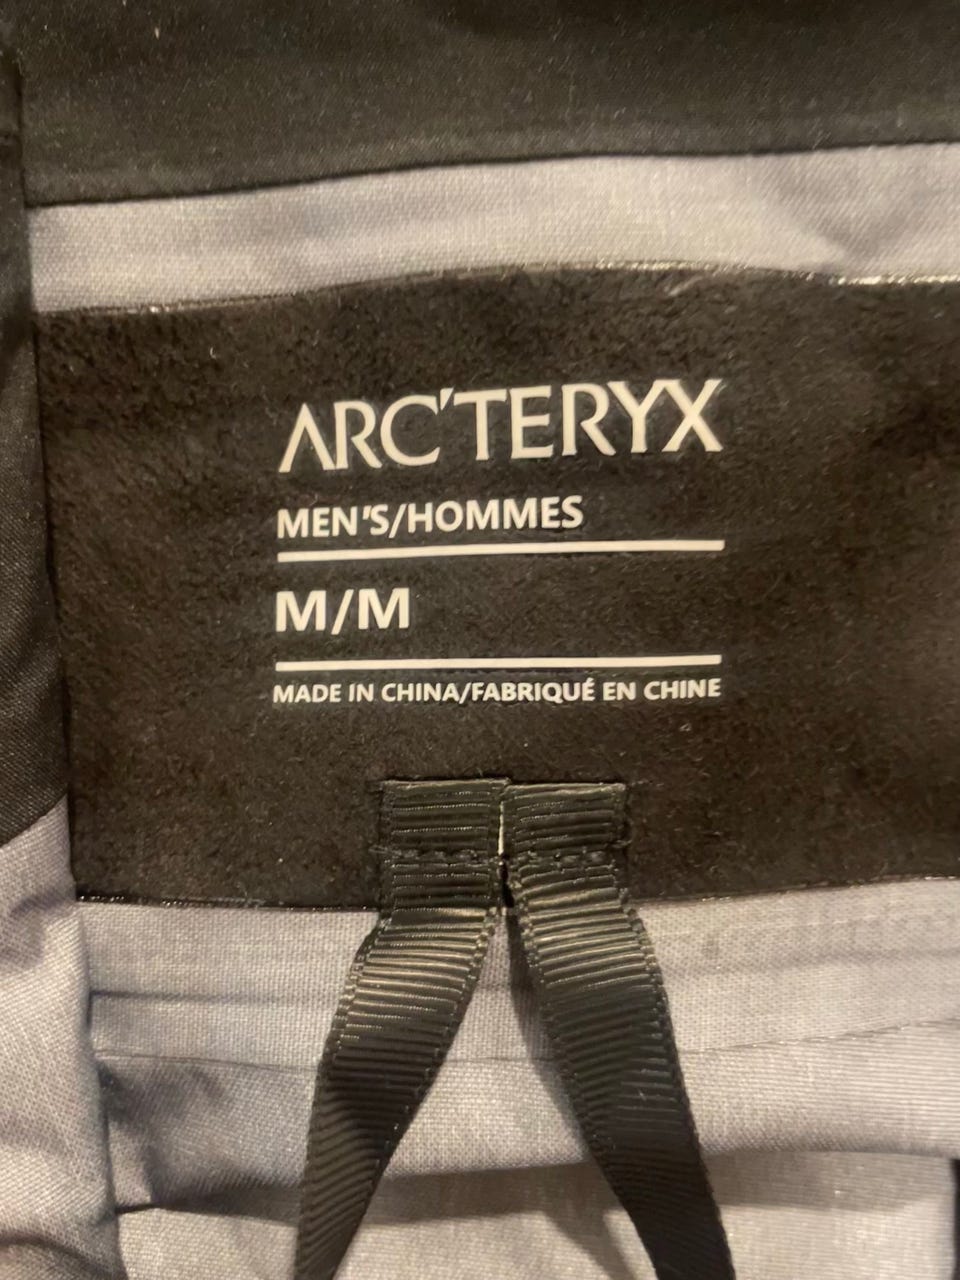 ARC'TERYX
MEN'S/HOMMES
M/M
MADE IN CHINA/FABRIQUÉ EN CHINE